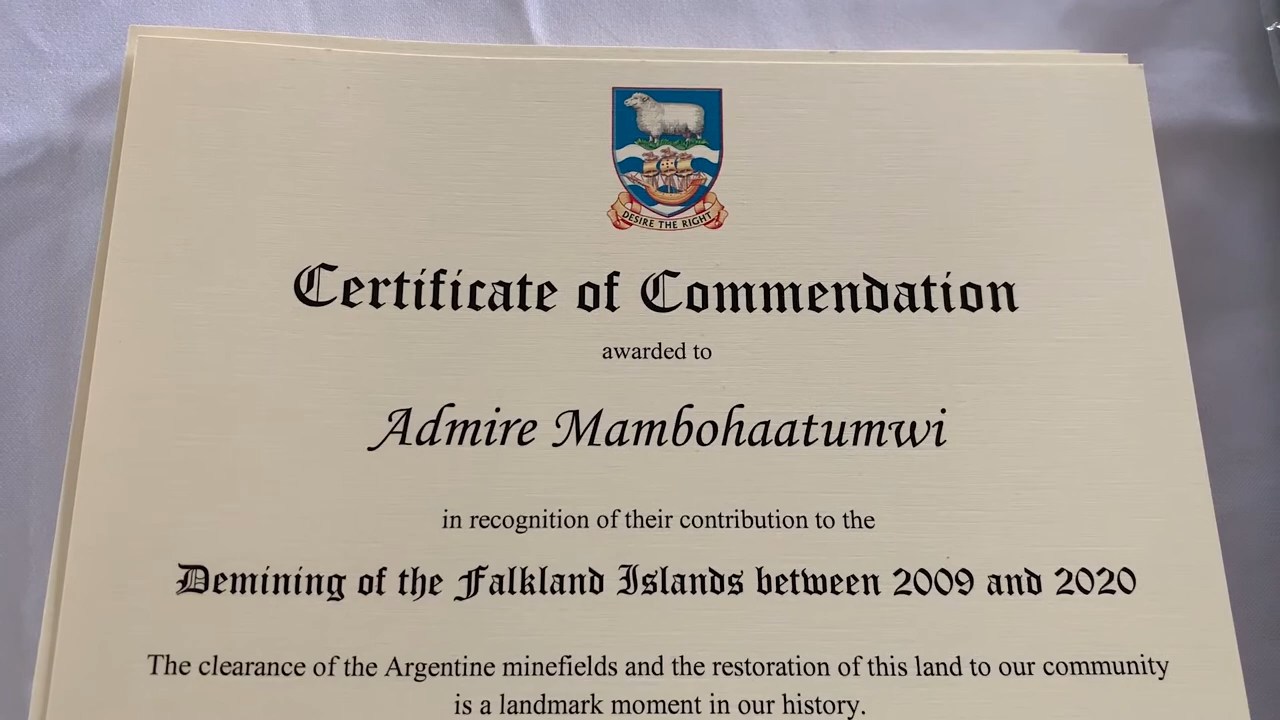 DESIRE THE RIGHT
Certificate of Commendation
awarded to
Admire Mambohaatumwi
in recognition of their contribution to the
Demining of the Falkland Islands between 2009 and 2020
The clearance of the Argentine minefields and the restoration of this land to our community
is a landmark moment in our history.